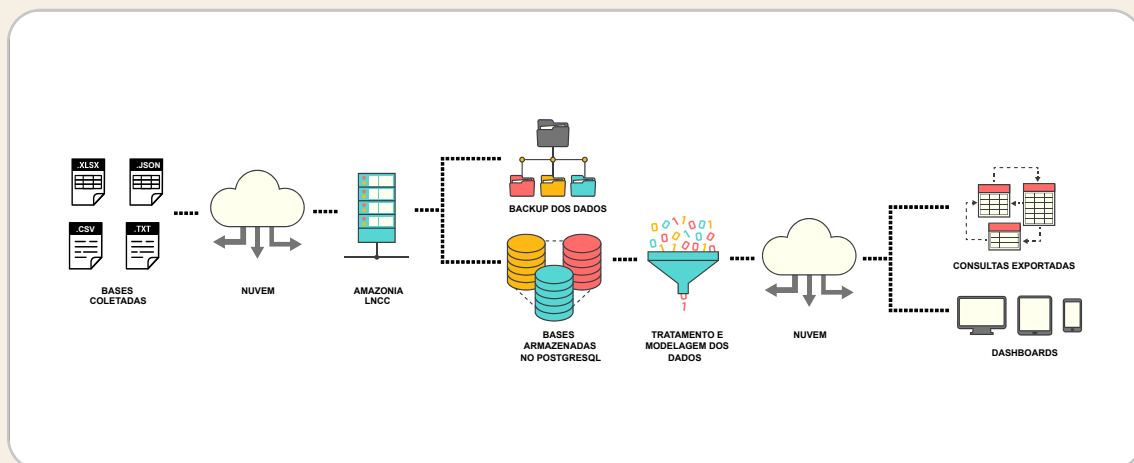 .XLSX
.JSON
.CSV
.TXT
BASES
COLETADAS
NUVEM
AMAZONIA
LNCC
BACKUP DOS DADOS
BASES
ARMAZENADAS
NO POSTGRESQL
TRATAMENTO E
MODELAGEM DOS
DADOS
NUVEM
CONSULTAS EXPORTADAS
DASHBOARDS